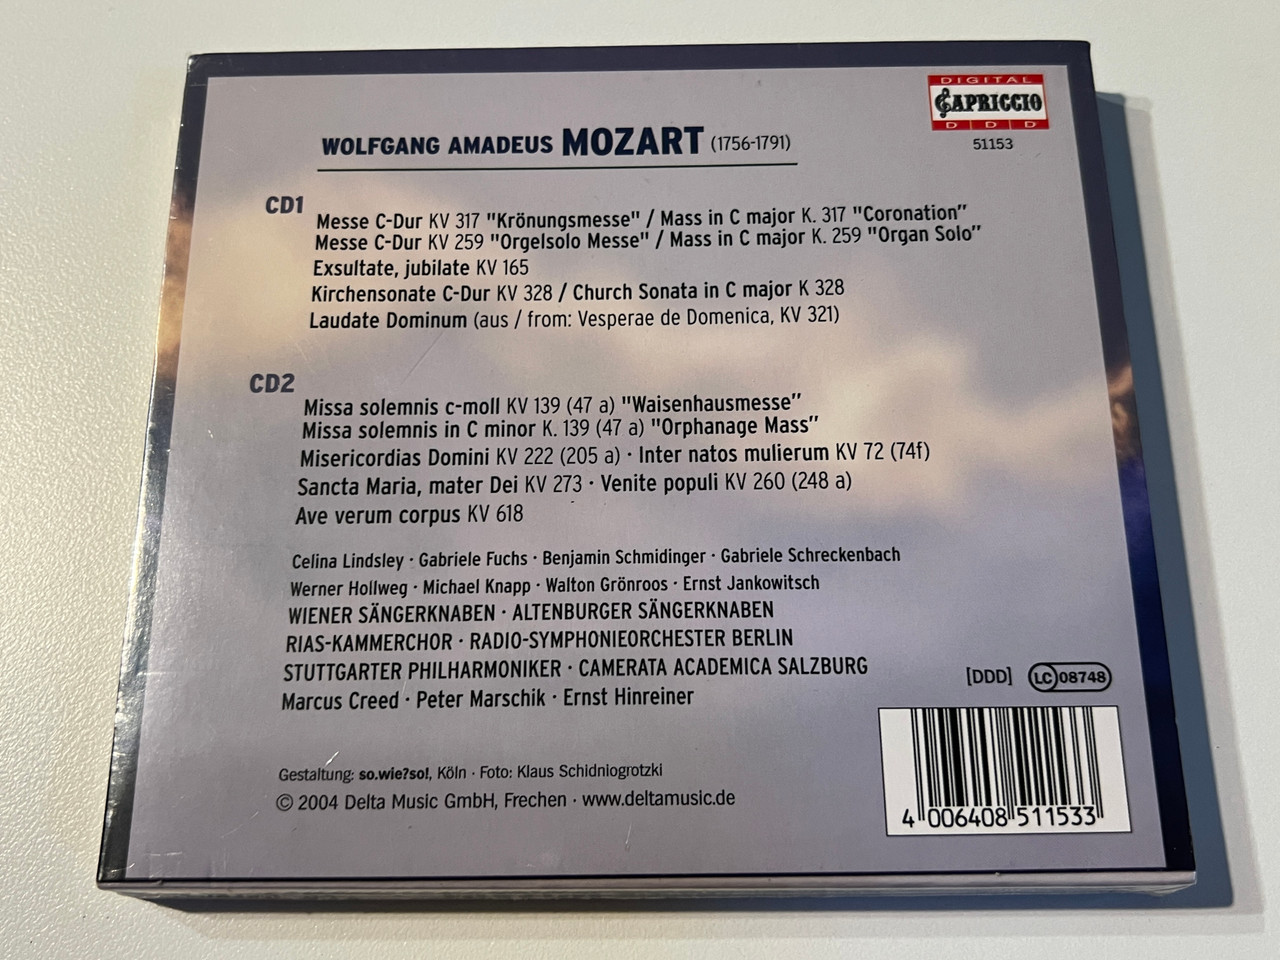 DIGITAL
CAPRICCIO
D D D
51153
WOLFGANG AMADEUS MOZART (1756-1791)
CD1
Messe C-Dur KV 317 "Krönungsmesse" / Mass in C major K. 317 "Coronation"
Messe C-Dur KV 259 "Orgelsolo Messe" / Mass in C major K. 259 "Organ Solo"
Exsultate, jubilate KV 165
Kirchensonate C-Dur KV 328 / Church Sonata in C major K 328
Laudate Dominum (aus / from: Vesperae de Domenica, KV 321)
CD2
Missa solemnis c-moll KV 139 (47 a) "Waisenhausmesse"
Missa solemnis in C minor K. 139 (47 a) "Orphanage Mass"
Misericordias Domini KV 222 (205 a) · Inter natos mulierum KV 72 (74f)
Sancta Maria, mater Dei KV 273 · Venite populi KV 260 (248 a)
Ave verum corpus KV 618
Celina Lindsley · Gabriele Fuchs · Benjamin Schmidinger · Gabriele Schreckenbach
Werner Hollweg · Michael Knapp · Walton Grönroos · Ernst Jankowitsch
WIENER SÄNGERKNABEN · ALTENBURGER SÄNGERKNABEN
RIAS-KAMMERCHOR · RADIO-SYMPHONIEORCHESTER BERLIN
STUTTGARTER PHILHARMONIKER · CAMERATA ACADEMICA SALZBURG
Marcus Creed · Peter Marschik · Ernst Hinreiner
[DDD] LC 08748
Gestaltung: so.wie?so!, Köln · Foto: Klaus Schidniogrotzki
© 2004 Delta Music GmbH, Frechen · www.deltamusic.de
4 006408 511533